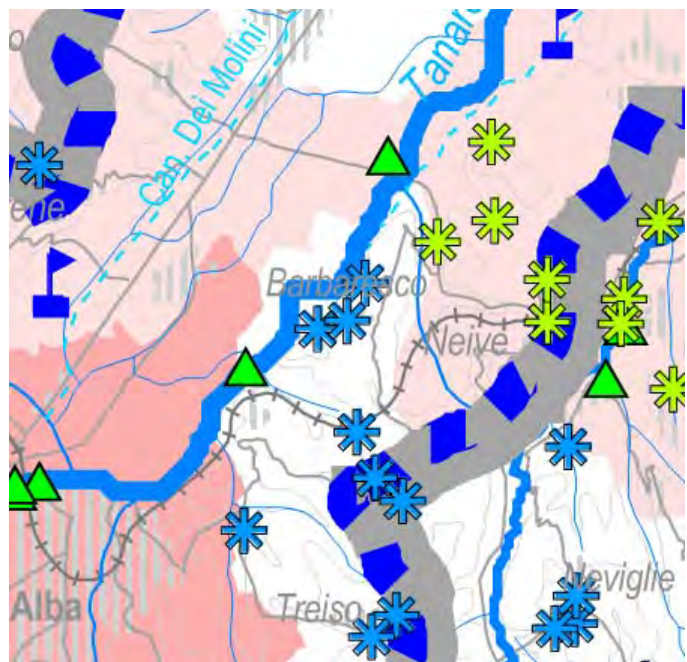 Can. Dei Molini
Tanaro
Barbaresco
Neive
Neviglie
Treiso
Alba